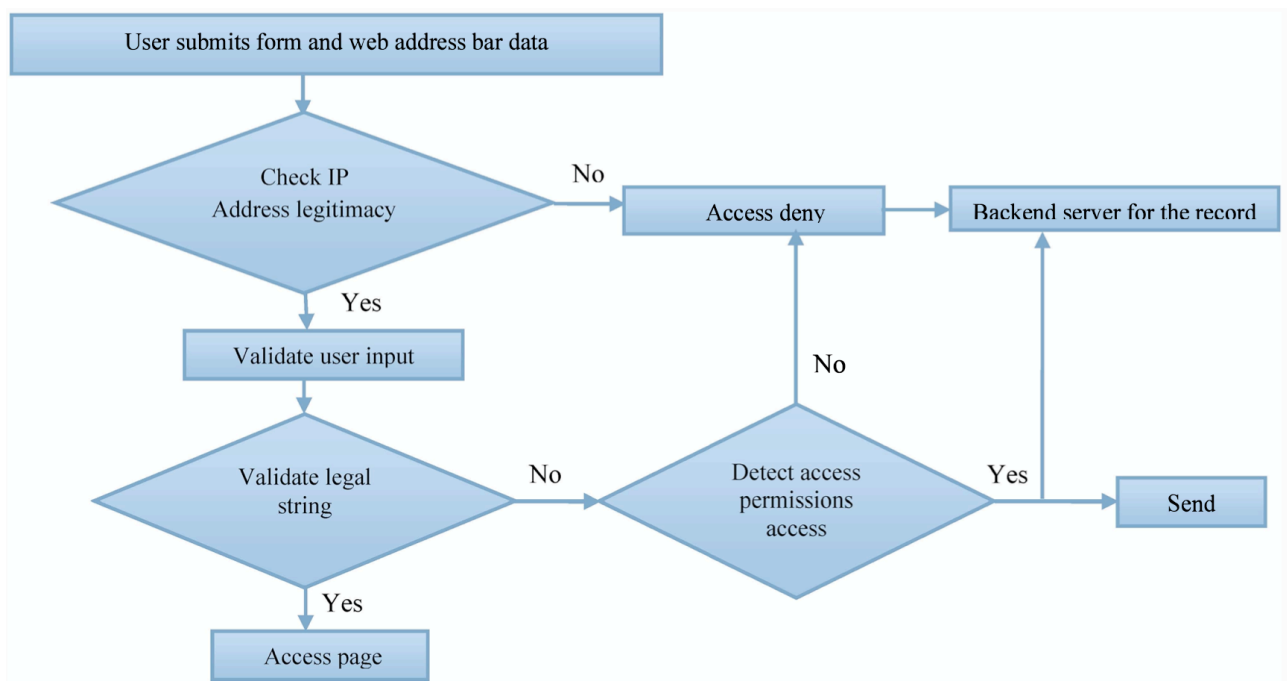 User submits form and web address bar data
Check IP
Address legitimacy
No
Access deny
Backend server for the record
Yes
Validate user input
No
Validate legal
string
No
Detect access
permissions
access
Yes
Send
Yes
Access page